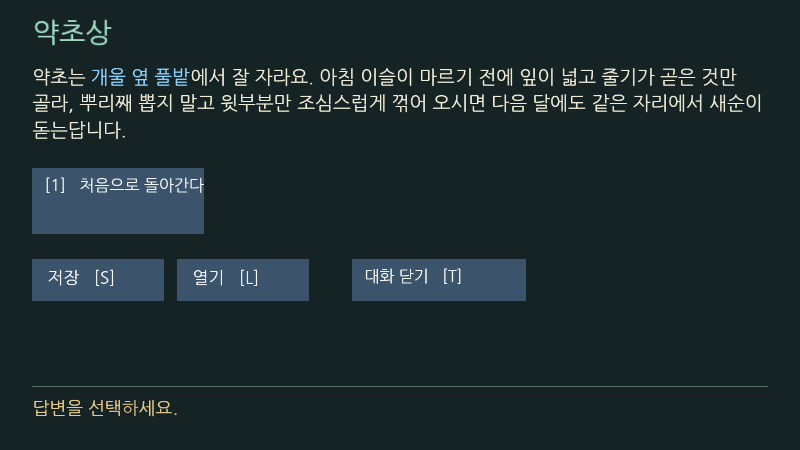 약초상
약초는 개울 옆 풀밭에서 잘 자라요. 아침 이슬이 마르기 전에 잎이 넓고 줄기가 곧은 것만
골라, 뿌리째 뽑지 말고 윗부분만 조심스럽게 꺾어 오시면 다음 달에도 같은 자리에서 새순이
돋는답니다.
[1] 처음으로 돌아간다
저장 [S] 열기 [L] 대화 닫기 [T]
답변을 선택하세요.